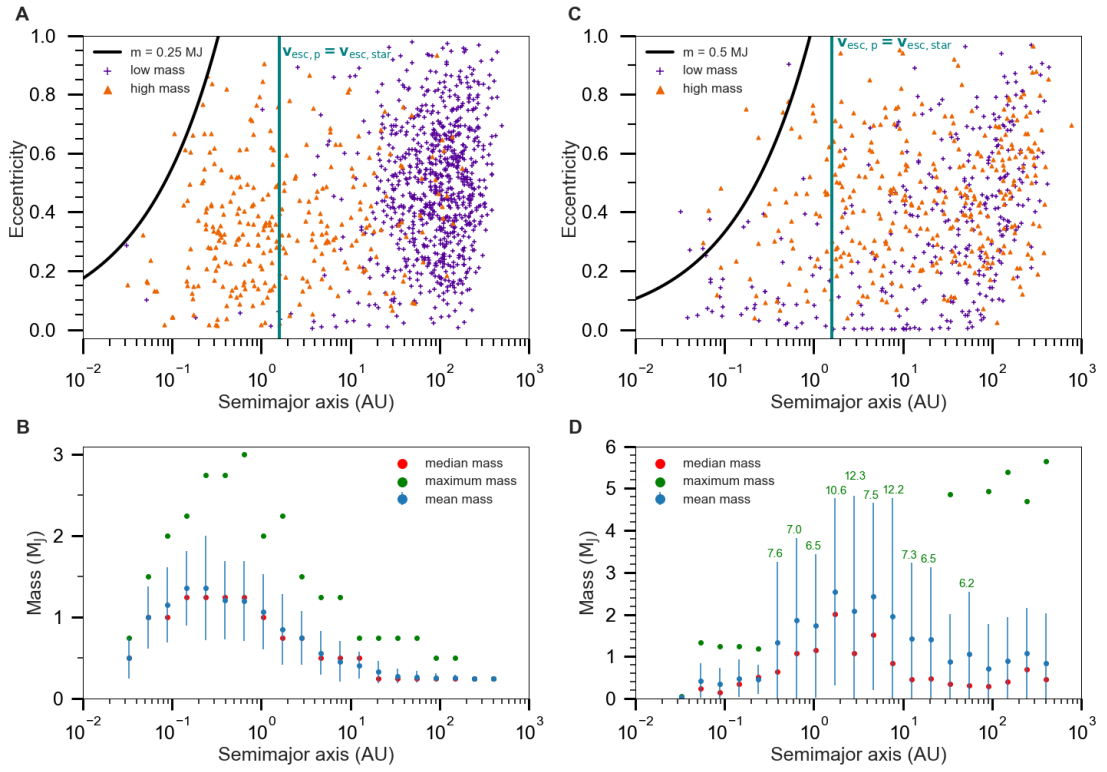 A
C
v_esc, p = v_esc, star
v_esc, p = v_esc, star
m = 0.25 MJ
low mass
high mass
m = 0.5 MJ
low mass
high mass
Eccentricity
1.0
0.8
0.6
0.4
0.2
0.0
10^−2
10^−1
10^0
10^1
10^2
10^3
Semimajor axis (AU)
Eccentricity
1.0
0.8
0.6
0.4
0.2
0.0
10^−2
10^−1
10^0
10^1
10^2
10^3
Semimajor axis (AU)
B
median mass
maximum mass
mean mass
Mass (M_J)
3
2
1
0
10^−2
10^−1
10^0
10^1
10^2
10^3
Semimajor axis (AU)
D
median mass
maximum mass
mean mass
7.6
7.0
6.5
10.6
12.3
7.5
12.2
7.3
6.5
6.2
Mass (M_J)
6
5
4
3
2
1
0
10^−2
10^−1
10^0
10^1
10^2
10^3
Semimajor axis (AU)